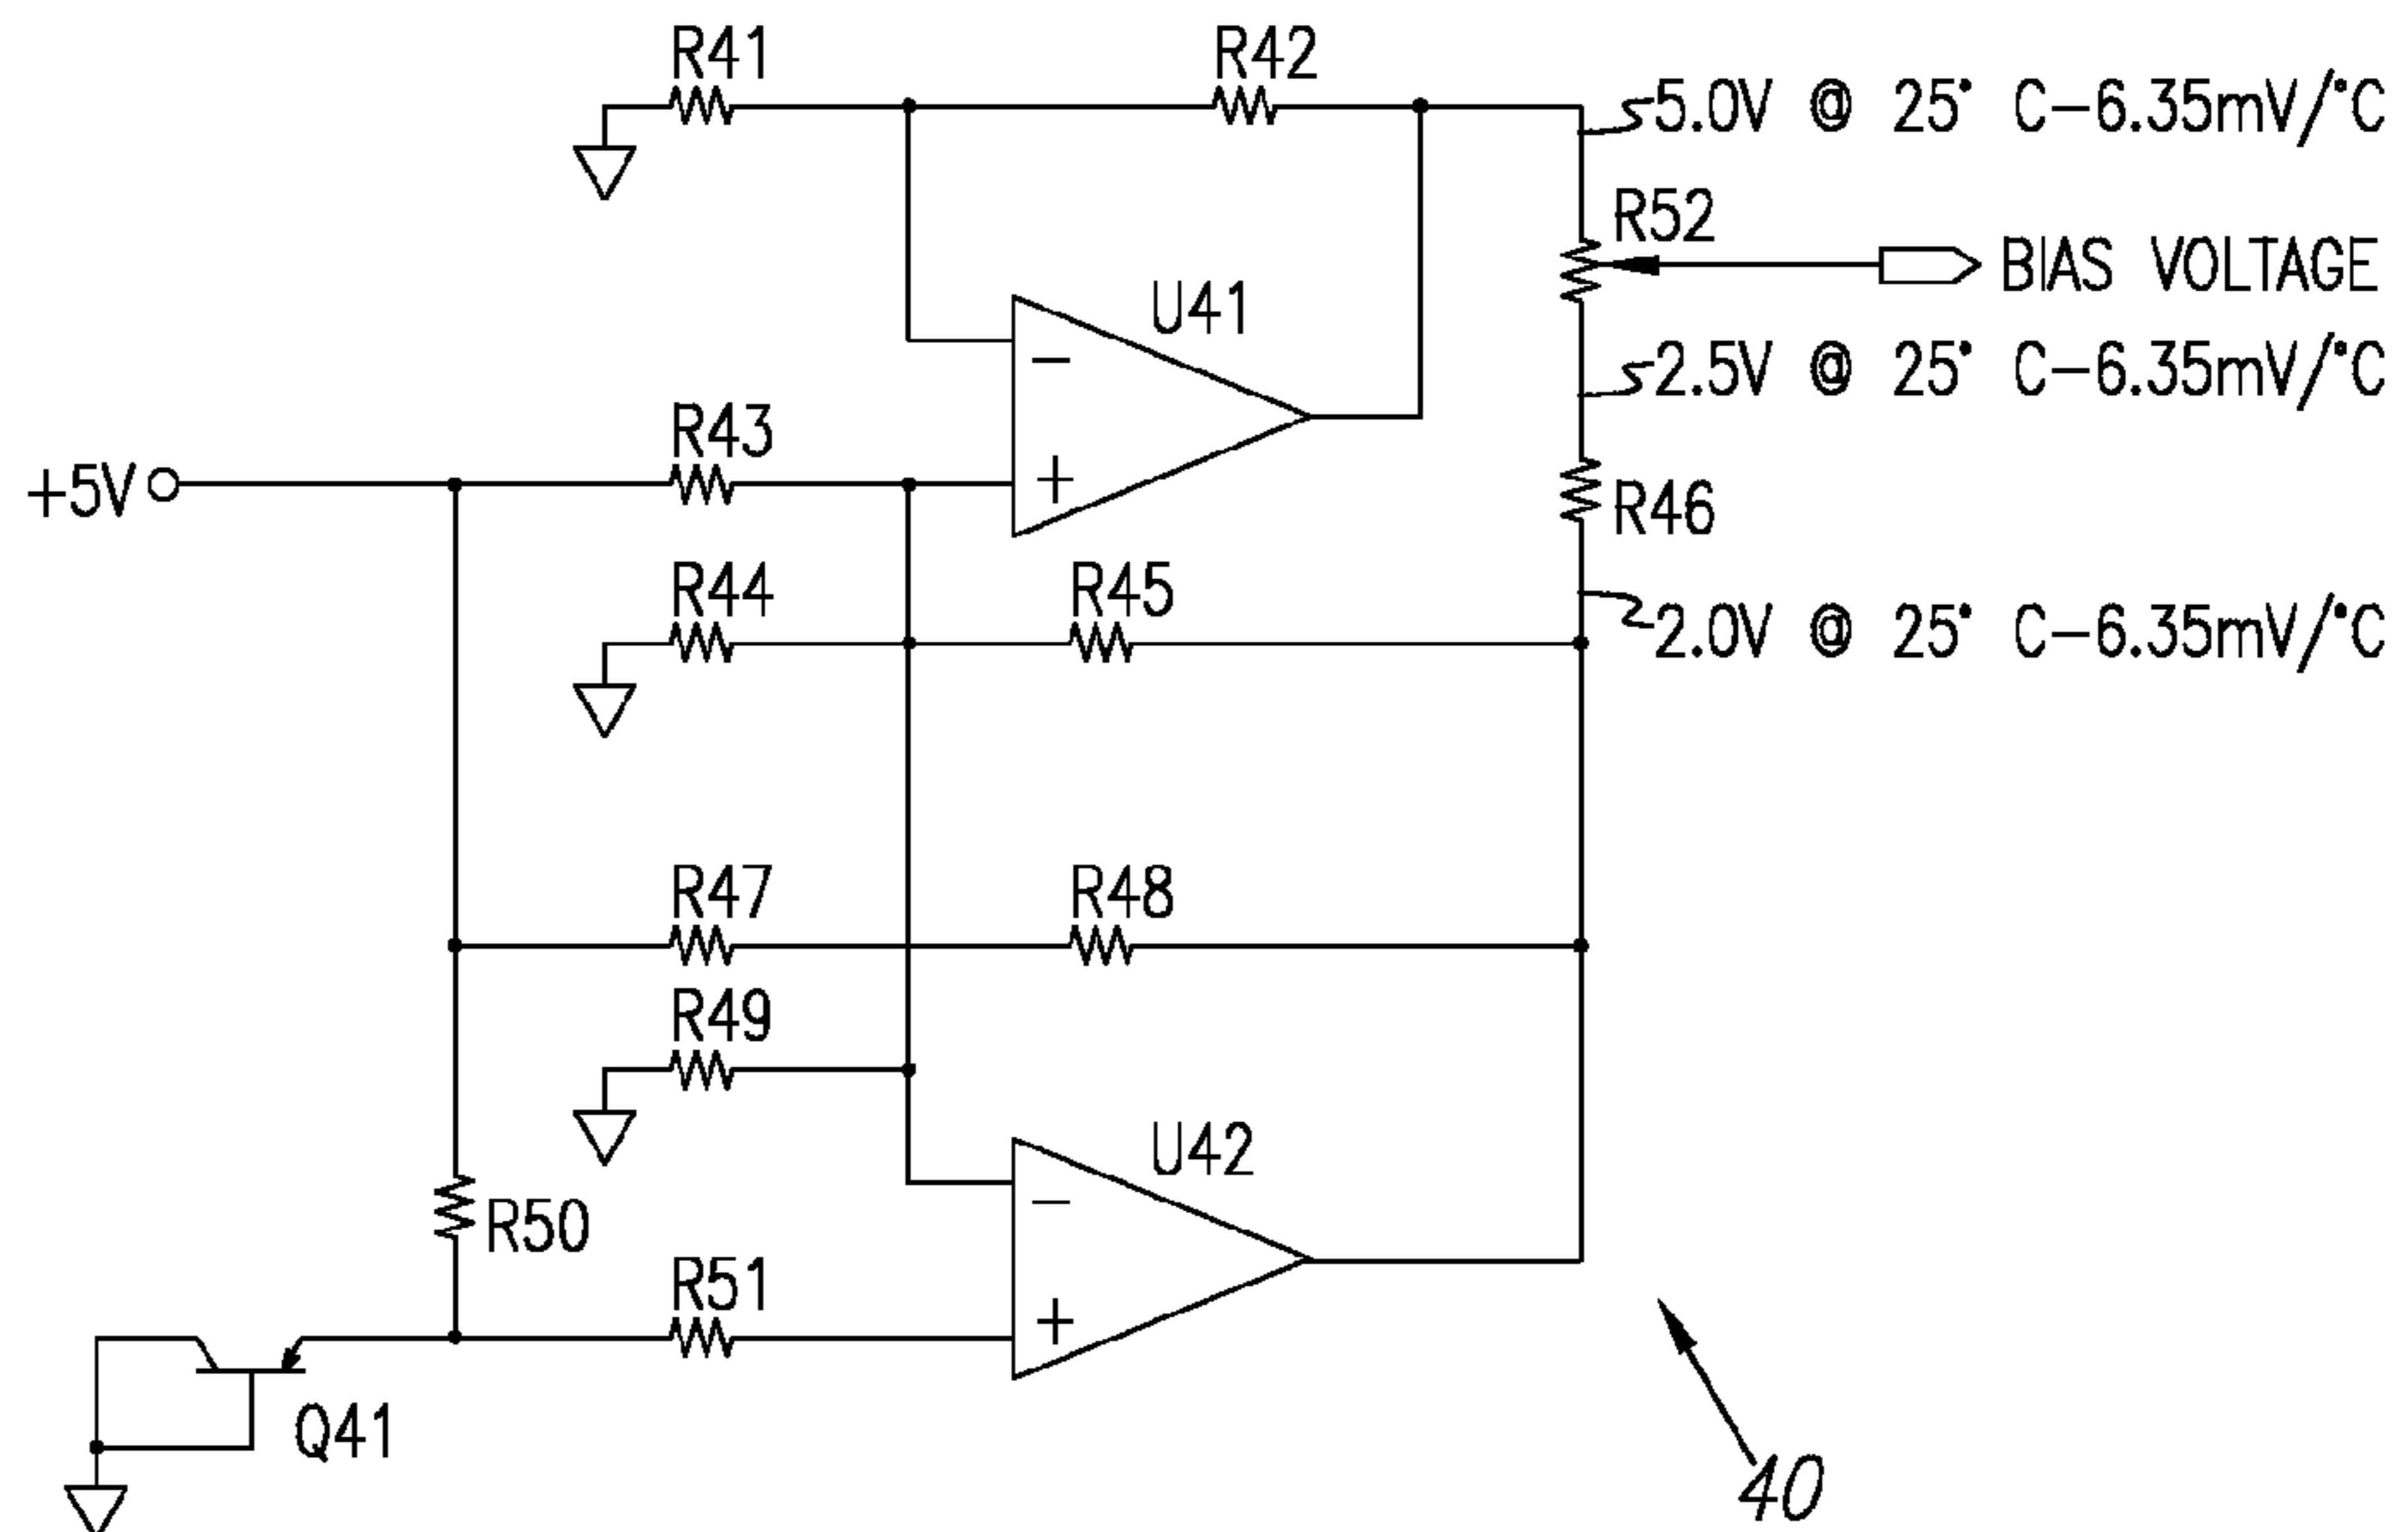 R41
R42
5.0V @ 25° C-6.35mV/°C
R52
BIAS VOLTAGE
U41
-
+
2.5V @ 25° C-6.35mV/°C
R43
+5V
R46
R44
R45
2.0V @ 25° C-6.35mV/°C
R47
R48
R49
U42
-
+
R50
R51
Q41
40